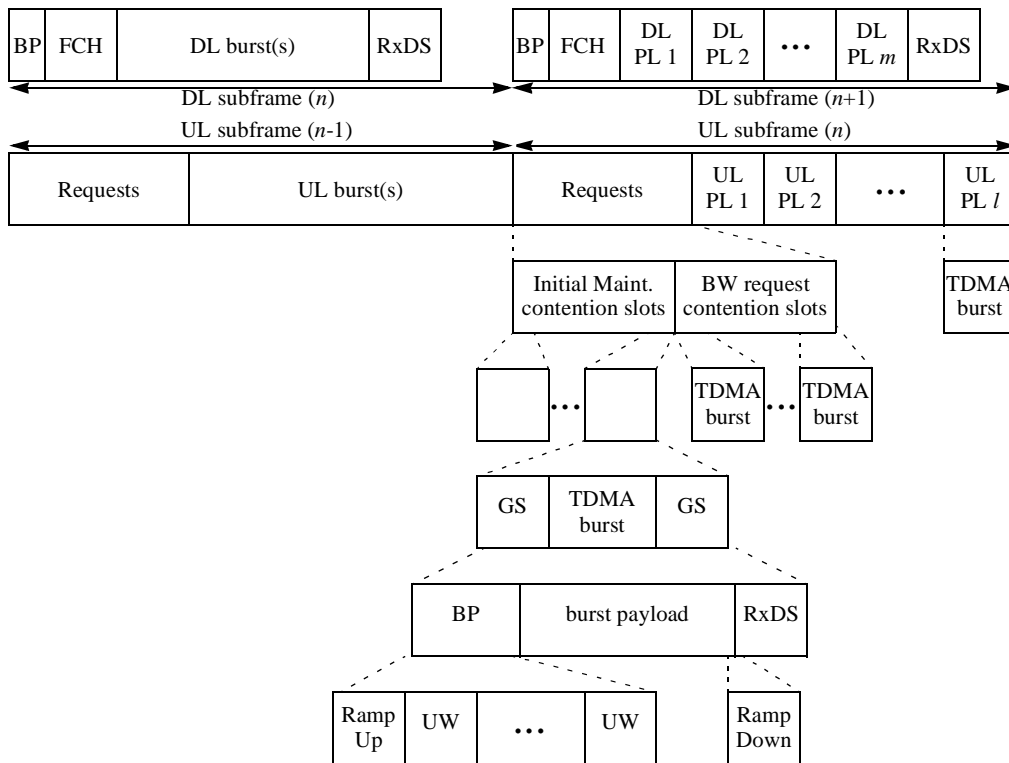 BP FCH DL burst(s) RxDS BP FCH DL PL 1 DL PL 2 ••• DL PL m RxDS
DL subframe (n) DL subframe (n+1)
UL subframe (n-1) UL subframe (n)
Requests UL burst(s) Requests UL PL 1 UL PL 2 ••• UL PL l
Initial Maint. contention slots BW request contention slots TDMA burst
••• TDMA burst ••• TDMA burst
GS TDMA burst GS
BP burst payload RxDS
Ramp Up UW ••• UW Ramp Down